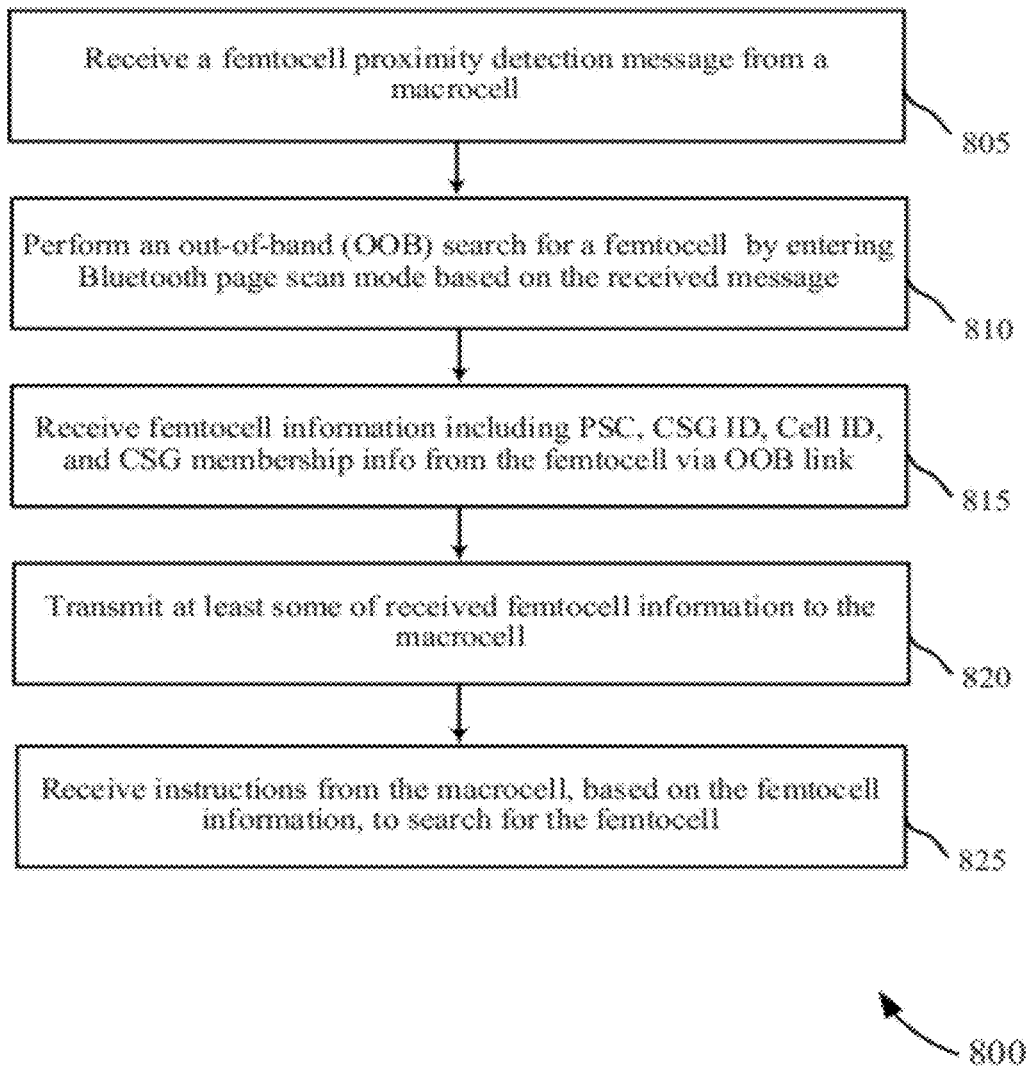 Receive a femtocell proximity detection message from a
macrocell
805
Perform an out-of-band (OOB) search for a femtocell by entering
Bluetooth page scan mode based on the received message
810
Receive femtocell information including PSC, CSG ID, Cell ID,
and CSG membership info from the femtocell via OOB link
815
Transmit at least some of received femtocell information to the
macrocell
820
Receive instructions from the macrocell, based on the femtocell
information, to search for the femtocell
825
800